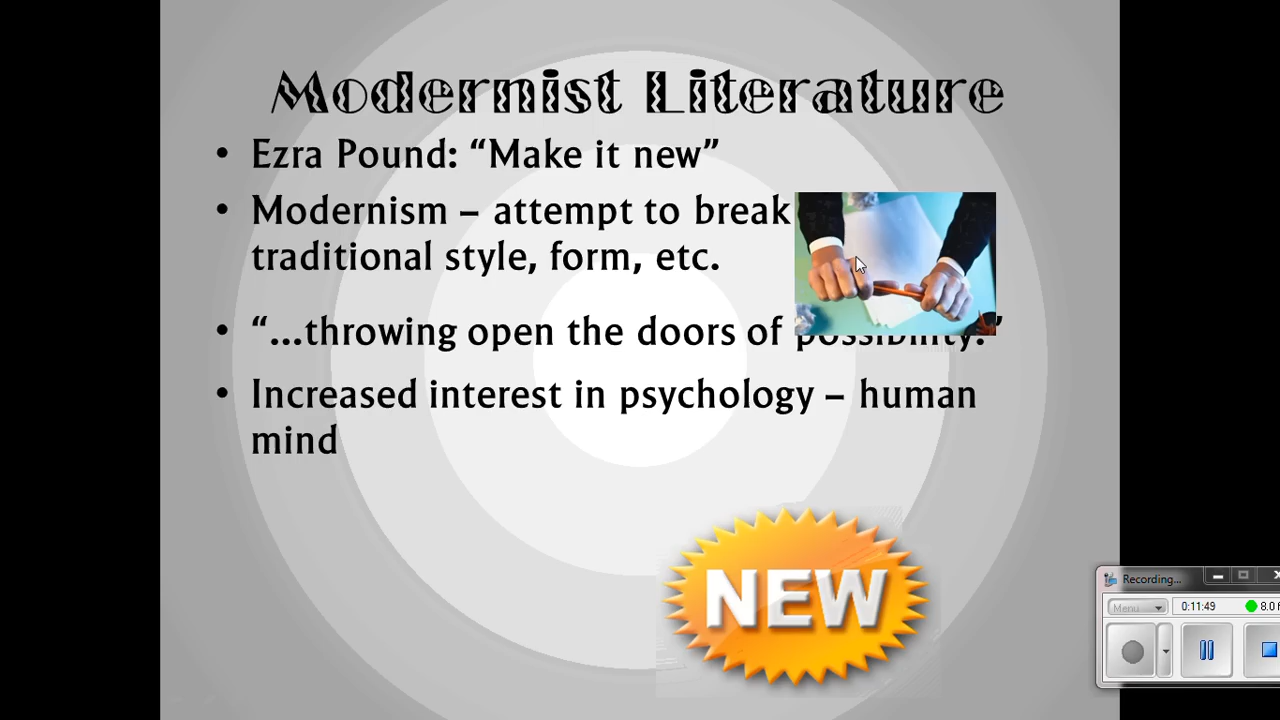 Modernist Literature
• Ezra Pound: “Make it new”
• Modernism – attempt to break
traditional style, form, etc.
• “...throwing open the doors of possibility.”
• Increased interest in psychology – human
mind
NEW
Recording...
Menu
0:11:49
8.0